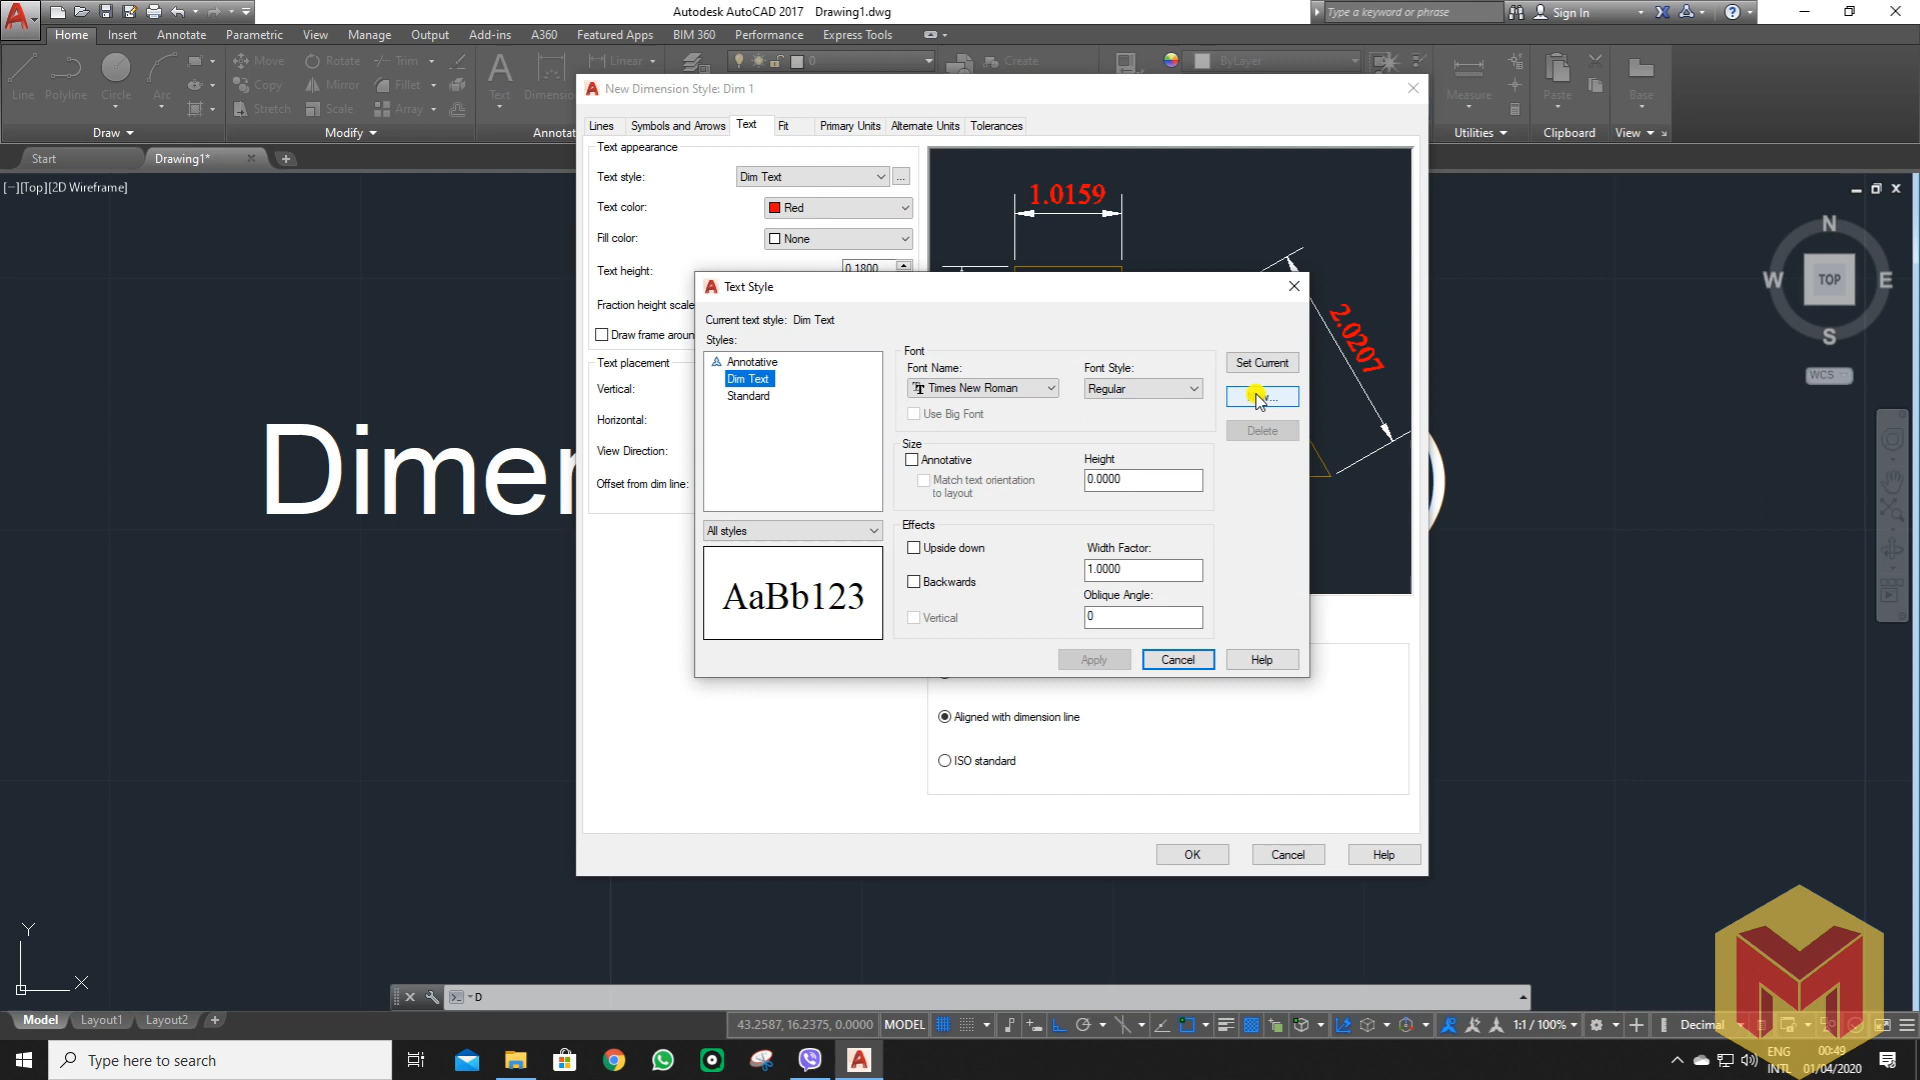 Autodesk AutoCAD 2017 Drawing1.dwg
Type a keyword or phrase
Sign In
Home Insert Annotate Parametric View Manage Output Add-ins A360 Featured Apps BIM 360 Performance Express Tools
Line Polyline Circle Arc
Move Rotate Trim
Copy Mirror Fillet
Stretch Scale Array
Text
Linear
0
Create
ByLayer
Measure
Paste
Base
Draw
Modify
Utilities
Clipboard
View
Start
Drawing1*
[−][Top][2D Wireframe]
New Dimension Style: Dim 1
Lines Symbols and Arrows Text Fit Primary Units Alternate Units Tolerances
Text appearance
Text style: Dim Text ...
Text color: Red
Fill color: None
Text height: 0.1800
Fraction height scale
Text placement
Vertical:
Horizontal:
View Direction:
Offset from dim line:
1.0159
2.0207
Text Style
Current text style: Dim Text
Styles:
Annotative
Dim Text
Standard
All styles
AaBb123
Font
Font Name:
Times New Roman
Font Style:
Regular
Use Big Font
Size
Annotative
Match text orientation
to layout
Height
0.0000
Effects
Upside down
Backwards
Vertical
Width Factor:
1.0000
Oblique Angle:
0
Set Current
Delete
Apply
Cancel
Help
Aligned with dimension line
ISO standard
OK
Cancel
Help
N
W TOP E
S
WCS
Y
X
D
Model Layout1 Layout2
43.2587, 16.2375, 0.0000 MODEL
1:1 / 100%
Decimal
Type here to search
ENG
INTL
00:49
01/04/2020